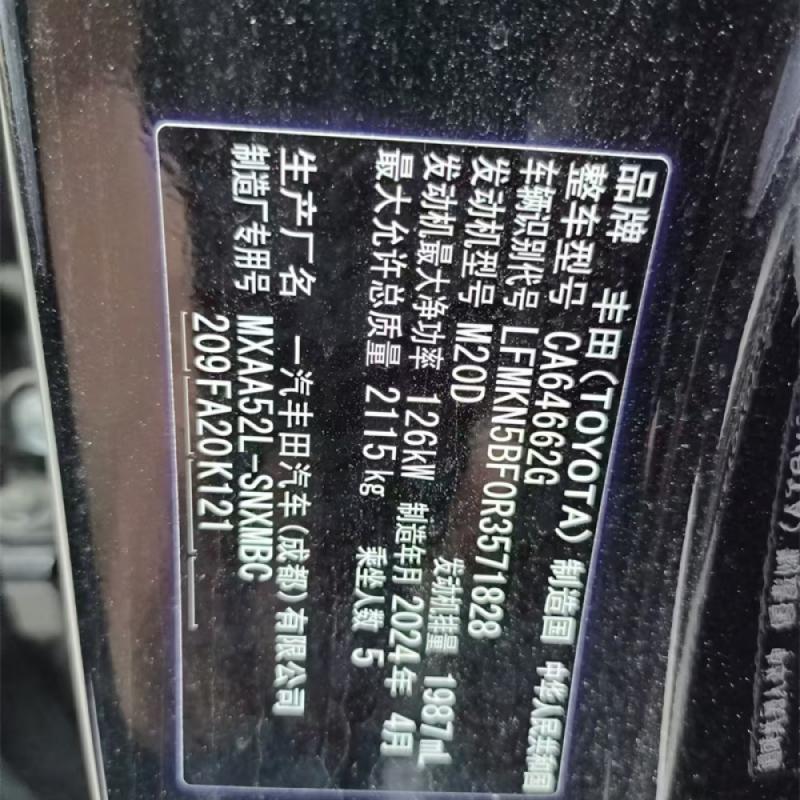 品牌 丰田(TOYOTA) 制造国 中华人民共和国
整车型号 CA64662G
车辆识别代号 LFMKN5BF0R3571828
发动机型号 M20D 发动机排量 1987mL
发动机最大净功率 126kW 制造年月 2024年 4月
最大允许总质量 2115kg 乘坐人数 5
生产厂名 一汽丰田汽车(成都)有限公司
制造厂专用号 MXAA52L-SNXMBC
209FA20K121